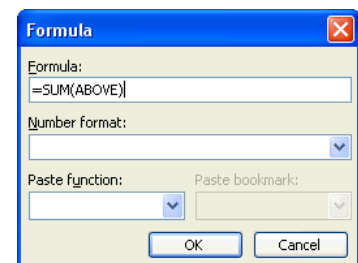 Formula
Formula:
=SUM(ABOVE)
Number format:
Paste function: Paste bookmark:
OK Cancel